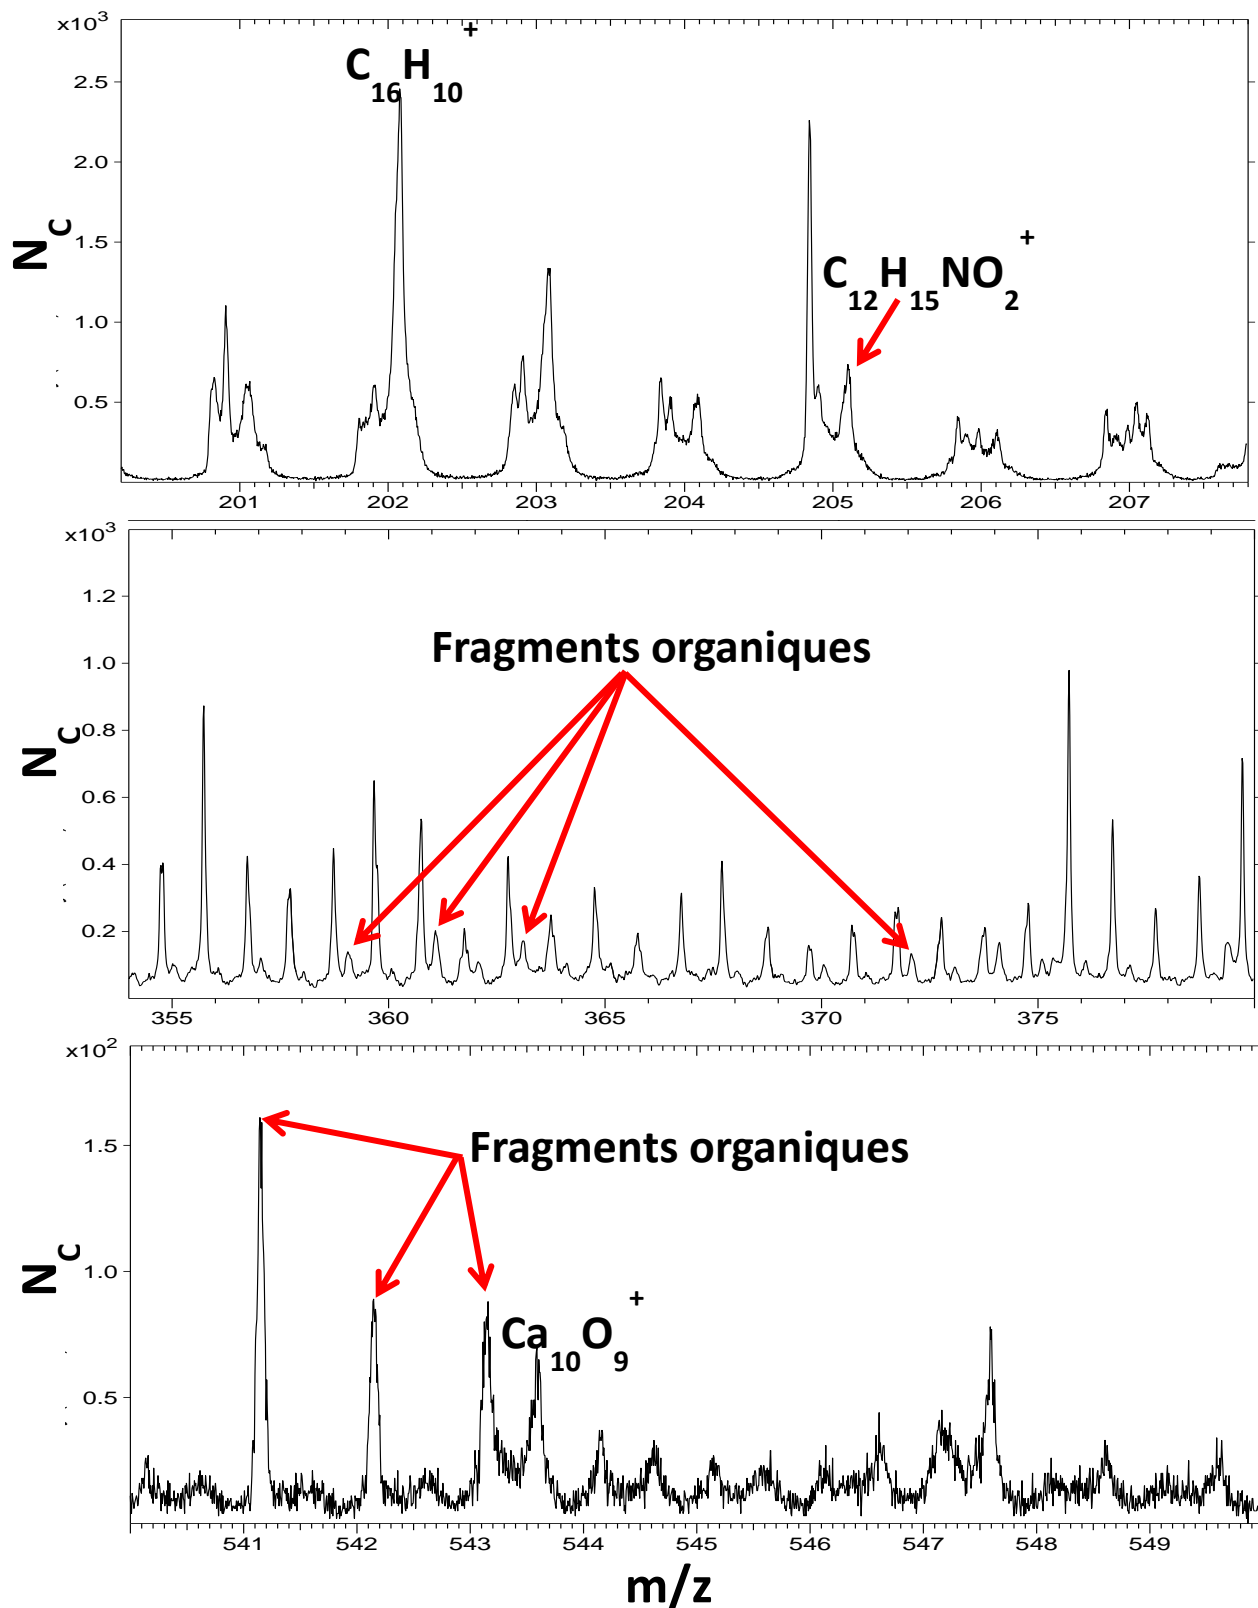 x10³
C₁₆H₁₀⁺
2.5
2.0
N_C
1.5
C₁₂H₁₅NO₂⁺
1.0
0.5
201 202 203 204 205 206 207
x10³
1.2
Fragments organiques
1.0
N_C
0.8
0.6
0.4
0.2
355 360 365 370 375
x10²
1.5
Fragments organiques
N_C
1.0
Ca₁₀O₉⁺
0.5
541 542 543 544 545 546 547 548 549
m/z